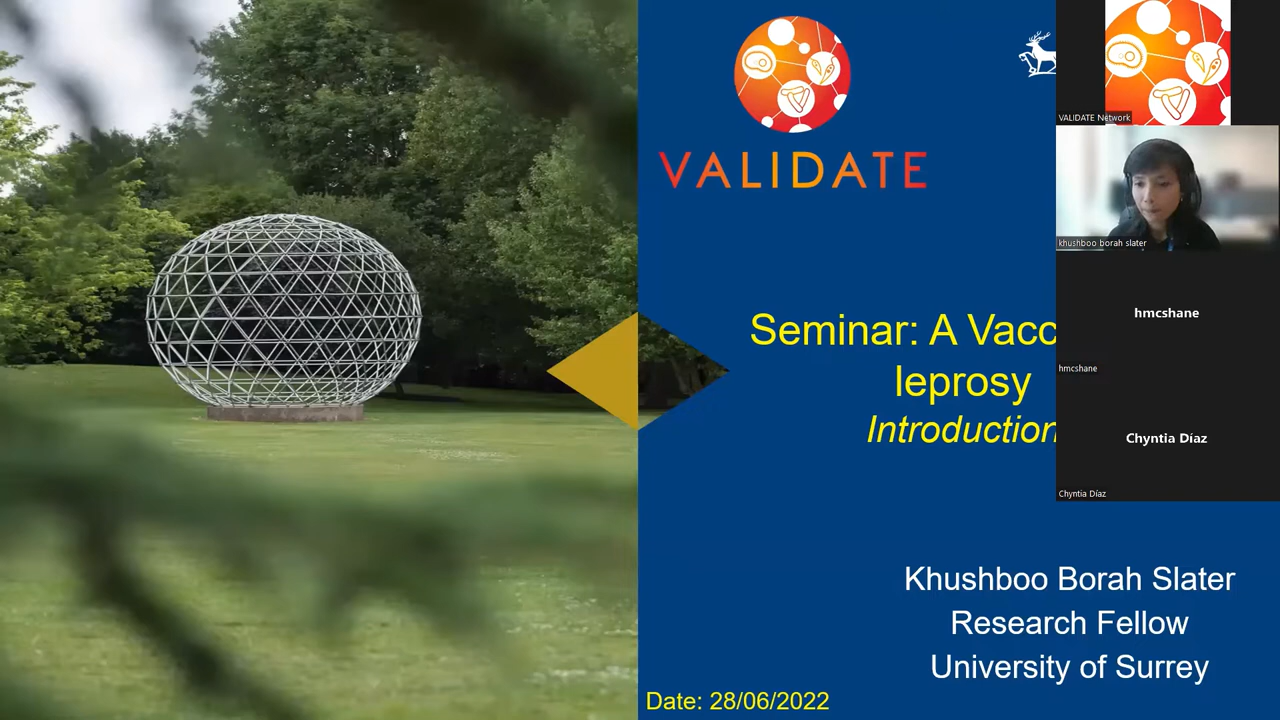 VALIDATE
Seminar: A Vacc
leprosy
Introduction
Khushboo Borah Slater
Research Fellow
University of Surrey
Date: 28/06/2022
VALIDATE Network
khushboo borah slater
hmcshane
hmcshane
Chyntia Díaz
Chyntia Díaz